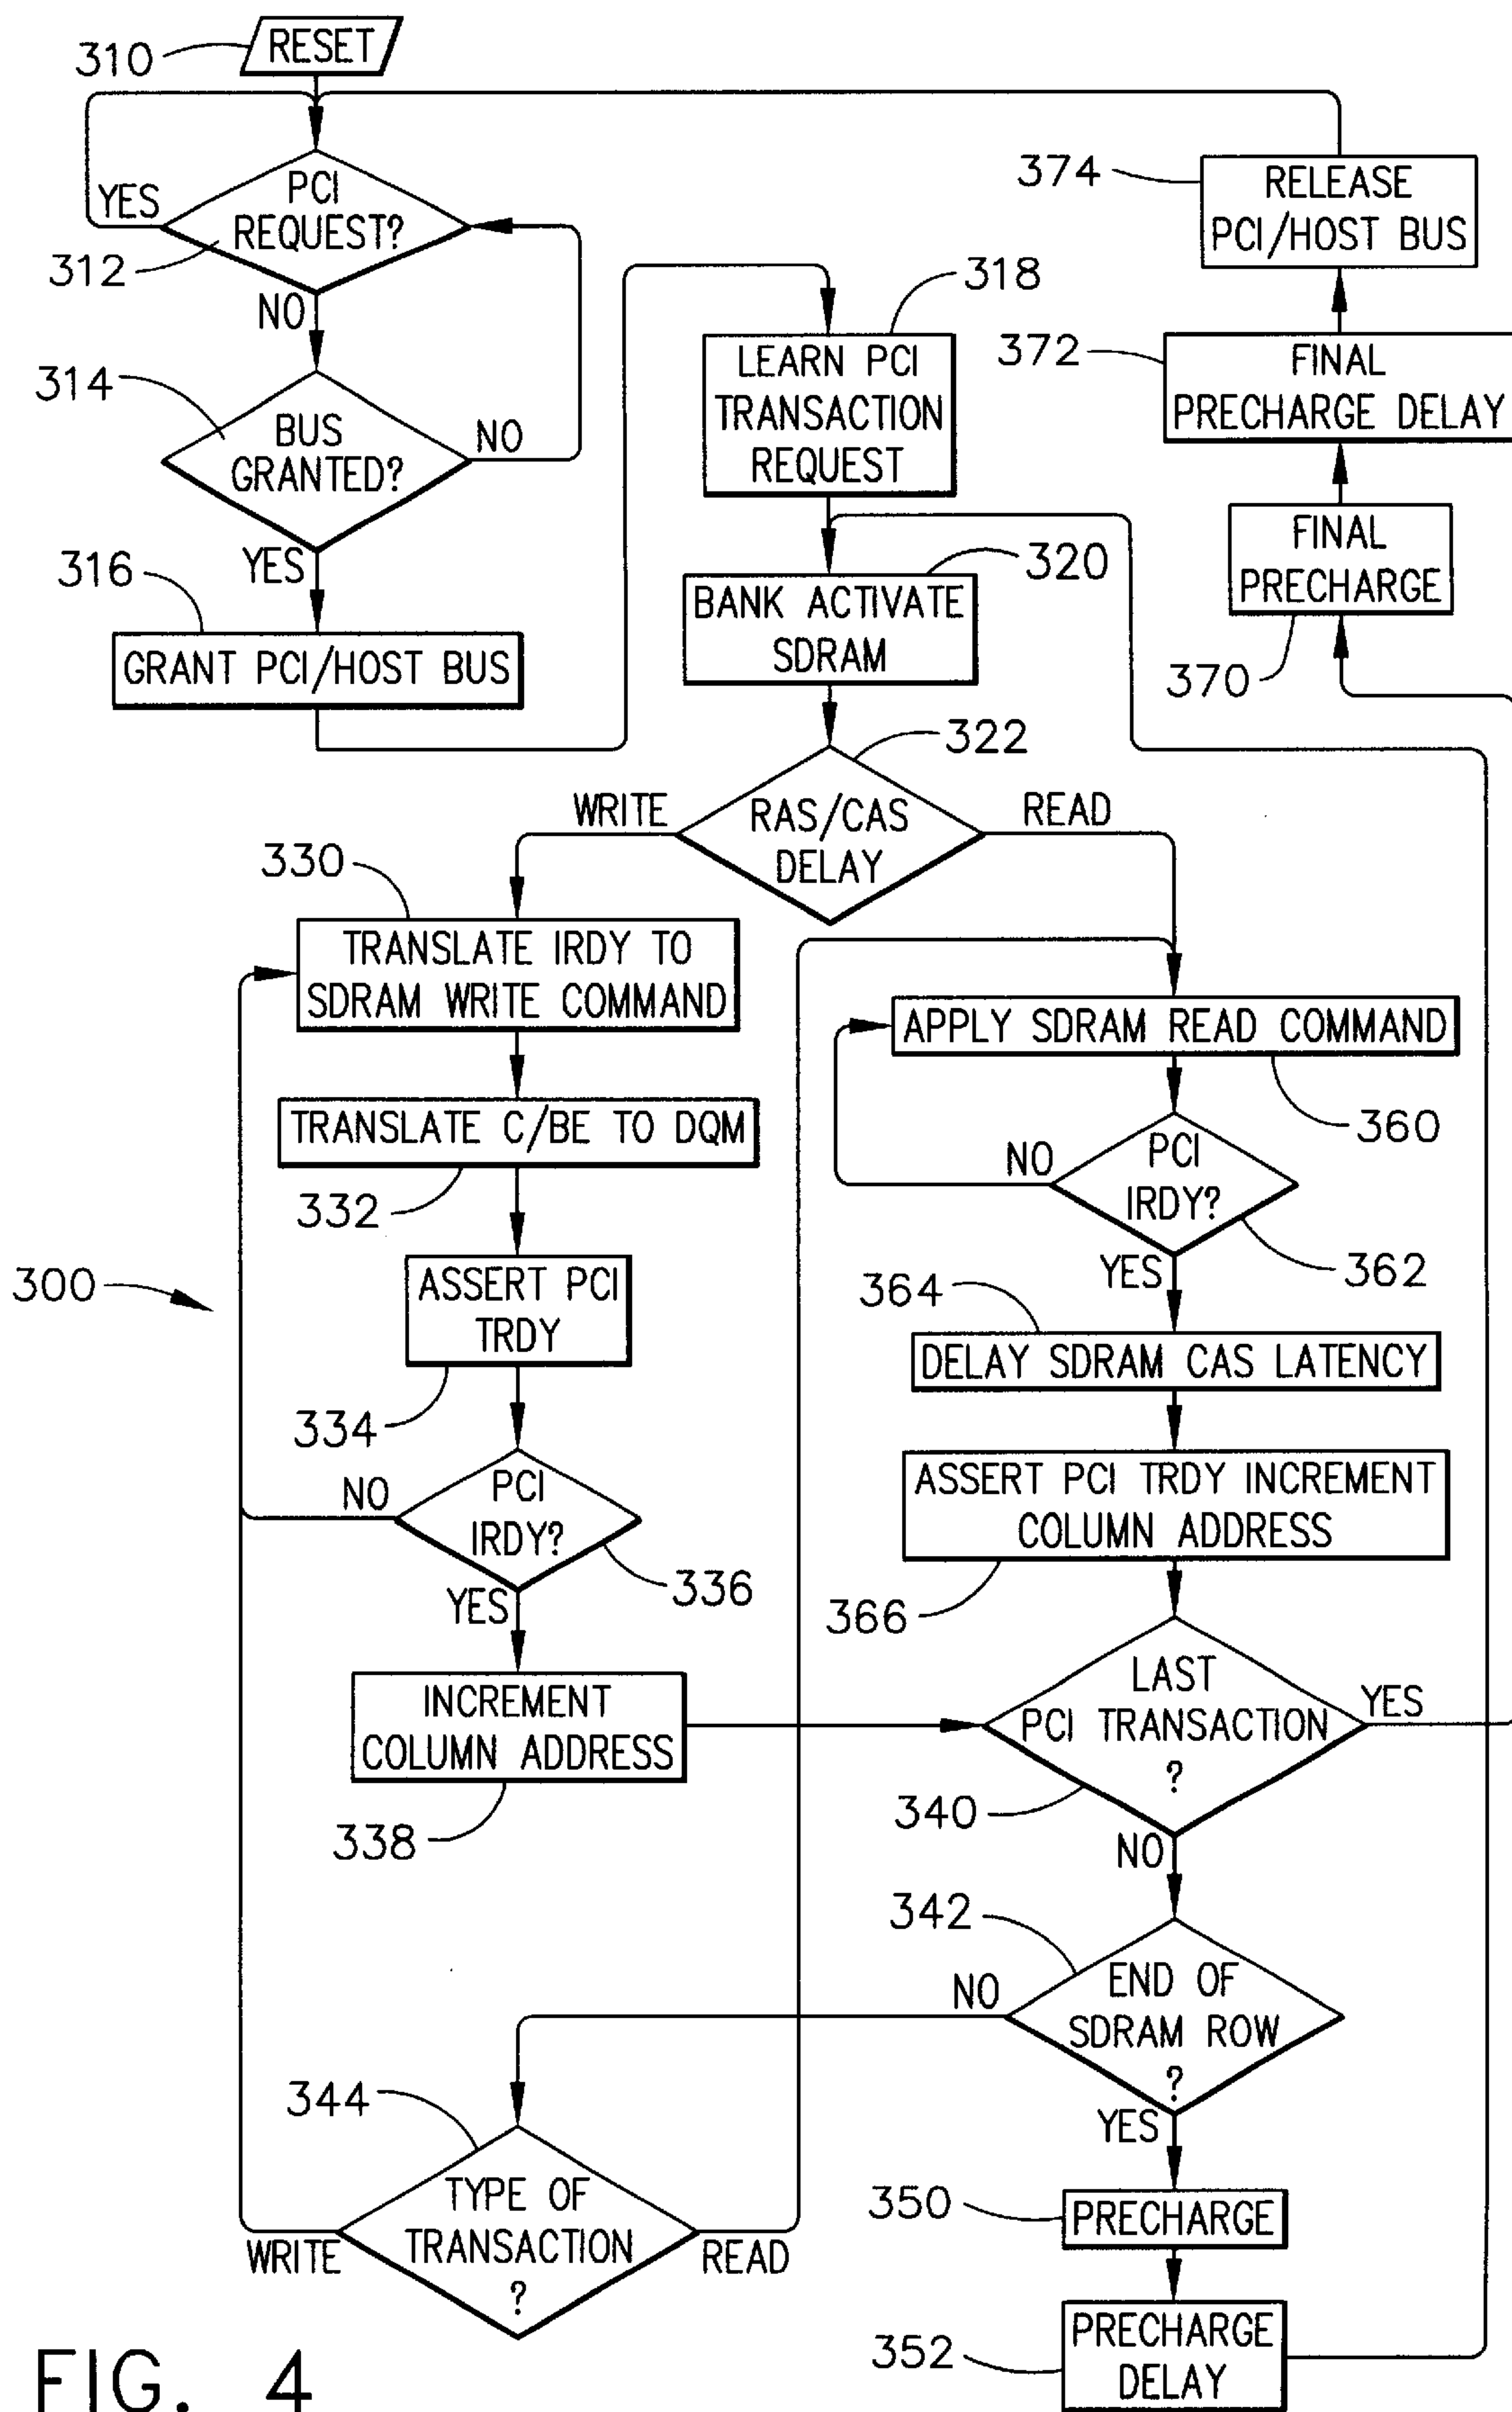 310
RESET
YES
PCI
REQUEST?
312
NO
314
BUS
GRANTED?
NO
YES
316
GRANT PCI/HOST BUS
318
LEARN PCI
TRANSACTION
REQUEST
320
BANK ACTIVATE
SDRAM
374
RELEASE
PCI/HOST BUS
372
FINAL
PRECHARGE DELAY
FINAL
PRECHARGE
370
322
WRITE
RAS/CAS
DELAY
READ
330
TRANSLATE IRDY TO
SDRAM WRITE COMMAND
TRANSLATE C/BE TO DQM
332
300
ASSERT PCI
TRDY
334
NO
PCI
IRDY?
336
YES
INCREMENT
COLUMN ADDRESS
338
APPLY SDRAM READ COMMAND
360
NO
PCI
IRDY?
362
YES
364
DELAY SDRAM CAS LATENCY
ASSERT PCI TRDY INCREMENT
COLUMN ADDRESS
366
LAST
PCI TRANSACTION
?
YES
340
NO
342
NO
END OF
SDRAM ROW
?
YES
344
TYPE OF
TRANSACTION
?
WRITE
READ
350
PRECHARGE
352
PRECHARGE
DELAY
FIG. 4